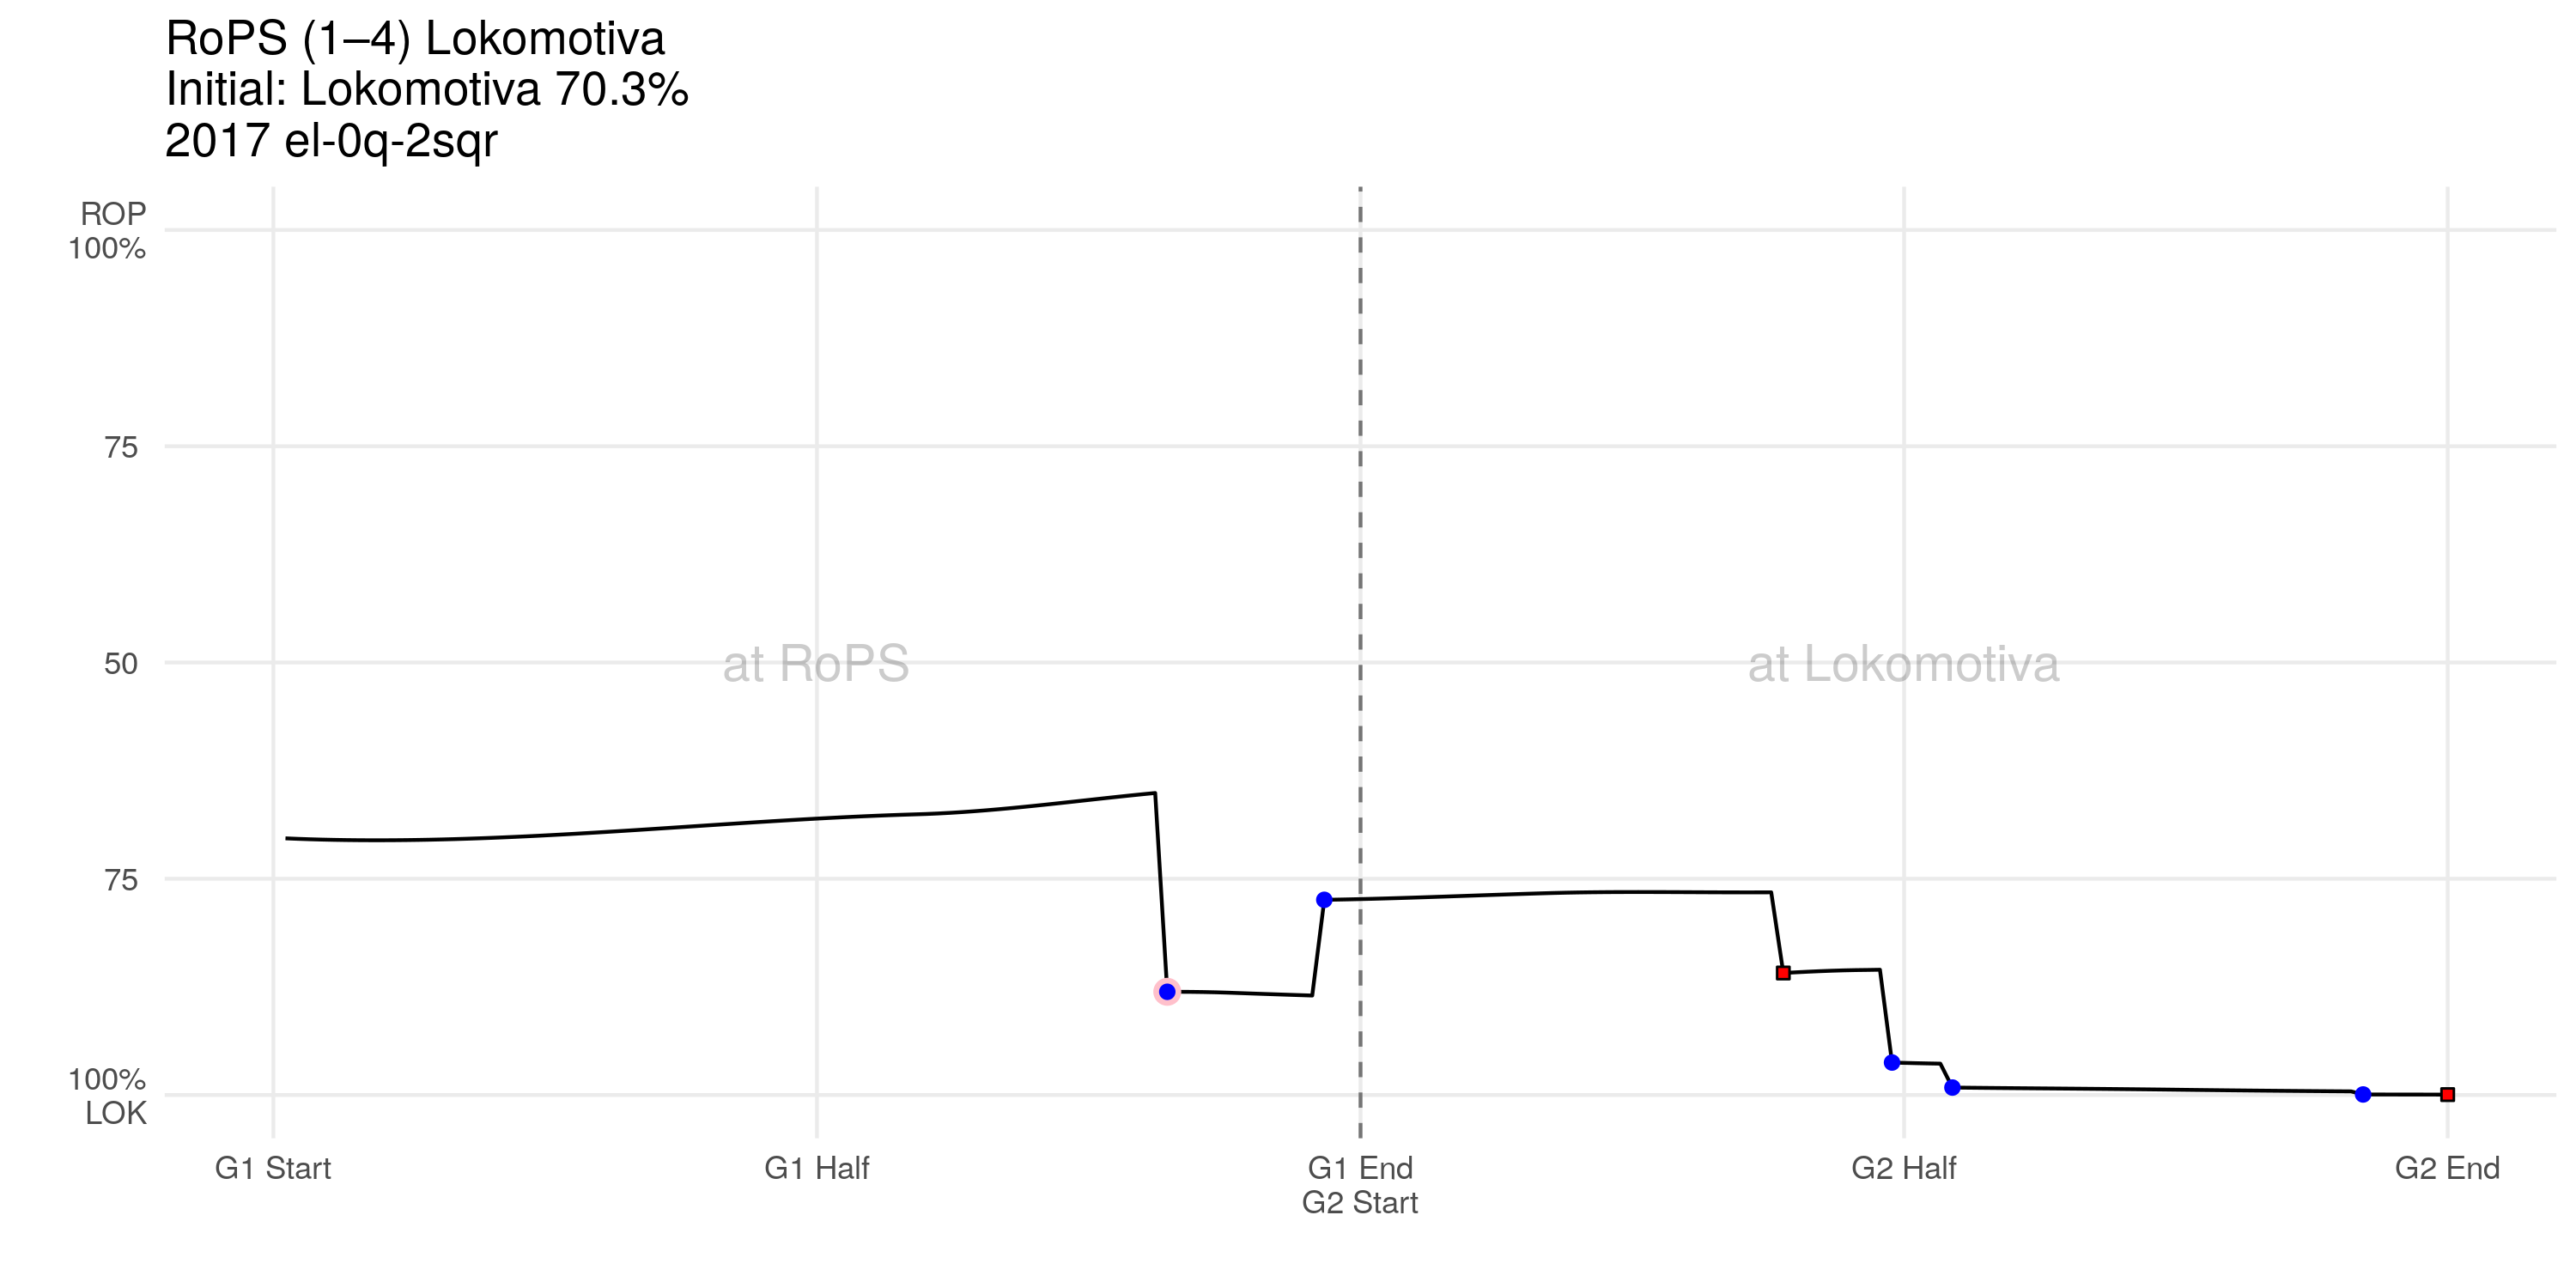 RoPS (1–4) Lokomotiva
Initial: Lokomotiva 70.3%
2017 el-0q-2sqr
ROP
100%
75
50
75
100%
LOK
at RoPS
at Lokomotiva
G1 Start
G1 Half
G1 End
G2 Start
G2 Half
G2 End